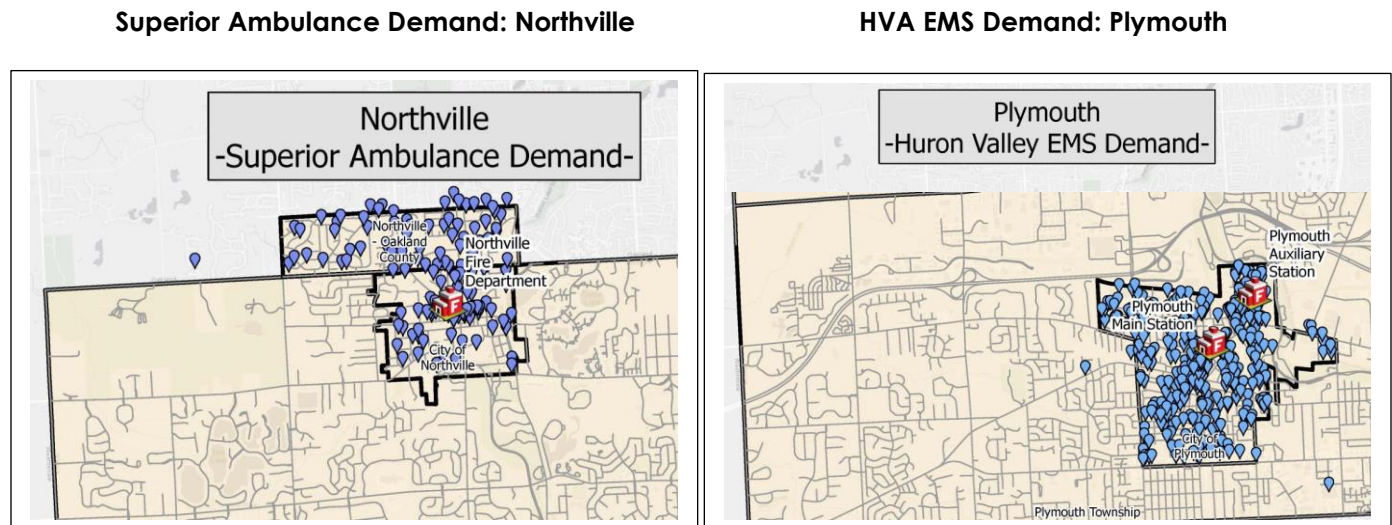 Superior Ambulance Demand: Northville
HVA EMS Demand: Plymouth
Northville
-Superior Ambulance Demand-
Northville
- Oakland
County
Northville
Fire
Department
F
City of
Northville
Plymouth
-Huron Valley EMS Demand-
Plymouth
Auxiliary
Station
F
Plymouth
Main Station
F
City of
Plymouth
Plymouth Township